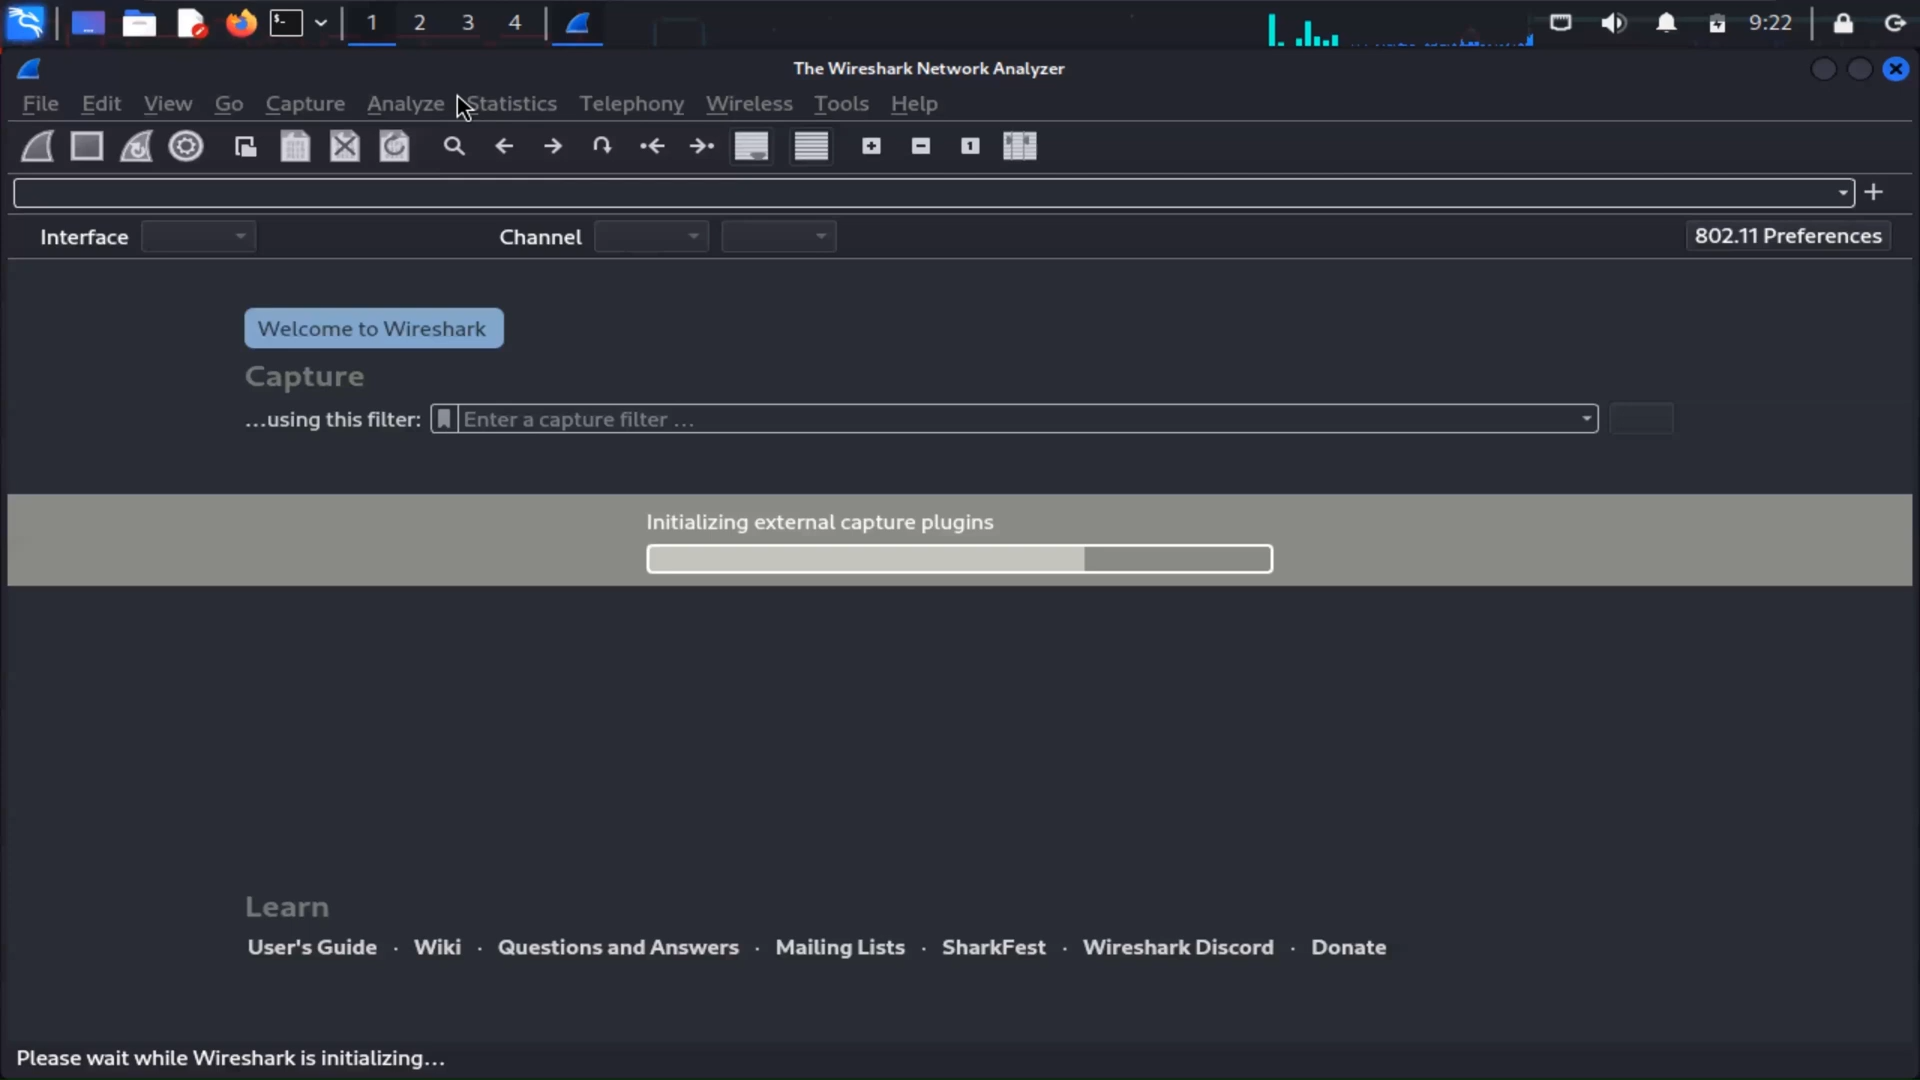 1 2 3 4 9:22
The Wireshark Network Analyzer
File Edit View Go Capture Analyze Statistics Telephony Wireless Tools Help
Interface Channel 802.11 Preferences
Welcome to Wireshark
Capture
...using this filter: Enter a capture filter ...
Initializing external capture plugins
Learn
User's Guide · Wiki · Questions and Answers · Mailing Lists · SharkFest · Wireshark Discord · Donate
Please wait while Wireshark is initializing...